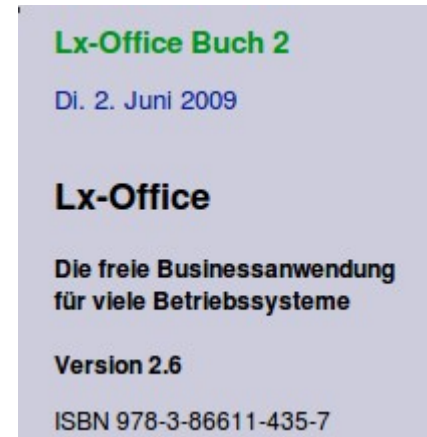 Lx-Office Buch 2
Di. 2. Juni 2009
Lx-Office
Die freie Businessanwendung
für viele Betriebssysteme
Version 2.6
ISBN 978-3-86611-435-7